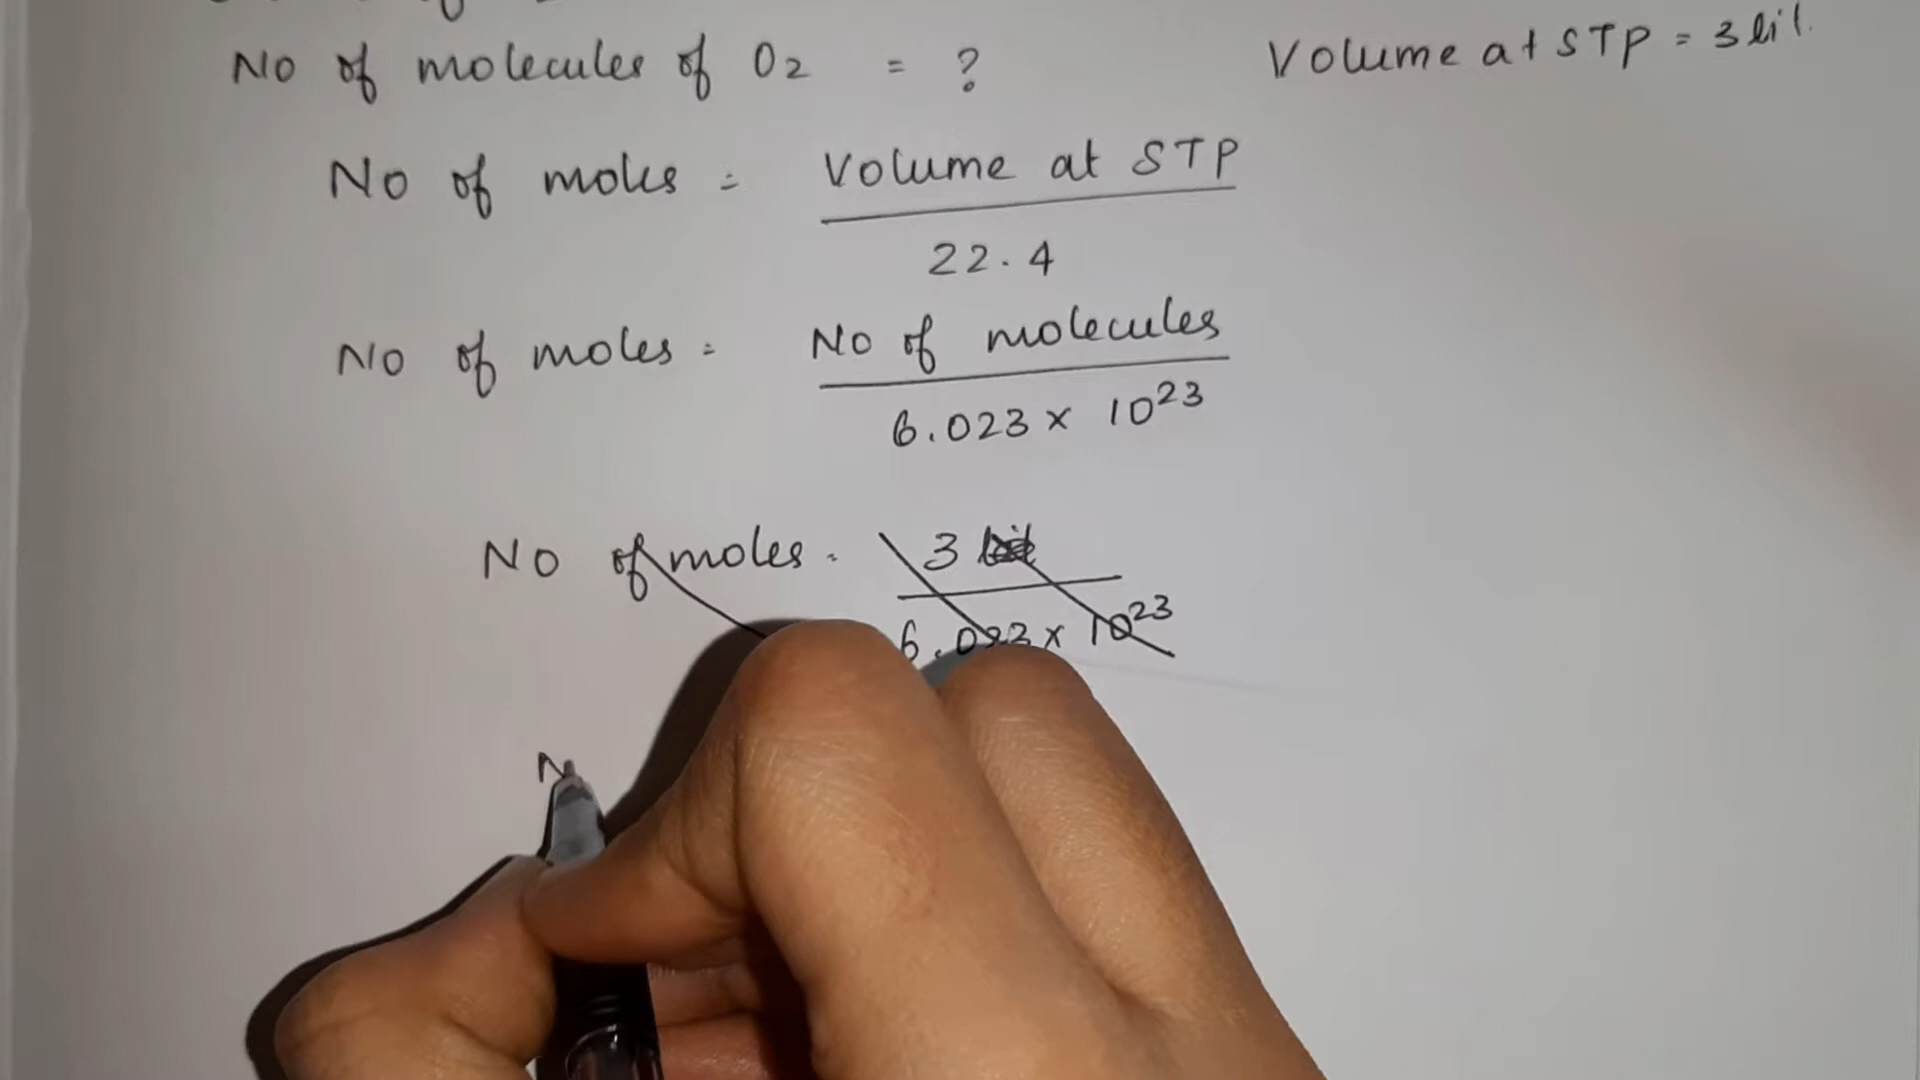 No of molecules of O2 = ?
Volume at STP = 3 lit.
No of moles = Volume at STP
22.4
No of moles = No of molecules
6.023 x 10^23
No of moles = 3
6.023 x 10^23
N